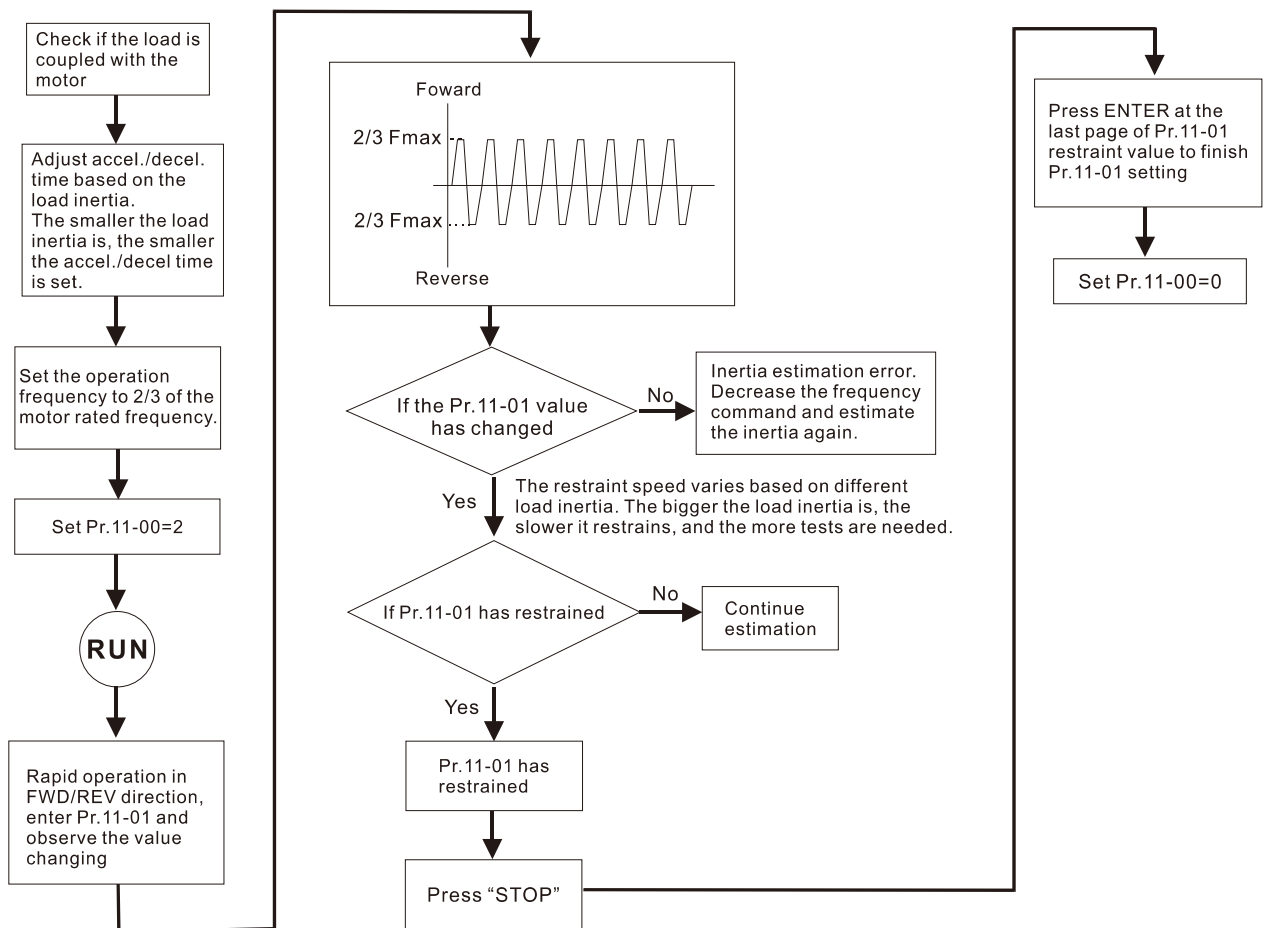 Check if the load is
coupled with the
motor
Adjust accel./decel.
time based on the
load inertia.
The smaller the load
inertia is, the smaller
the accel./decel time
is set.
Set the operation
frequency to 2/3 of the
motor rated frequency.
Set Pr.11-00=2
RUN
Rapid operation in
FWD/REV direction,
enter Pr.11-01 and
observe the value
changing
Foward
2/3 Fmax
2/3 Fmax
Reverse
If the Pr.11-01 value
has changed
No
Inertia estimation error.
Decrease the frequency
command and estimate
the inertia again.
Yes
The restraint speed varies based on different
load inertia. The bigger the load inertia is, the
slower it restrains, and the more tests are needed.
If Pr.11-01 has restrained
No
Continue
estimation
Yes
Pr.11-01 has
restrained
Press “STOP”
Press ENTER at the
last page of Pr.11-01
restraint value to finish
Pr.11-01 setting
Set Pr.11-00=0